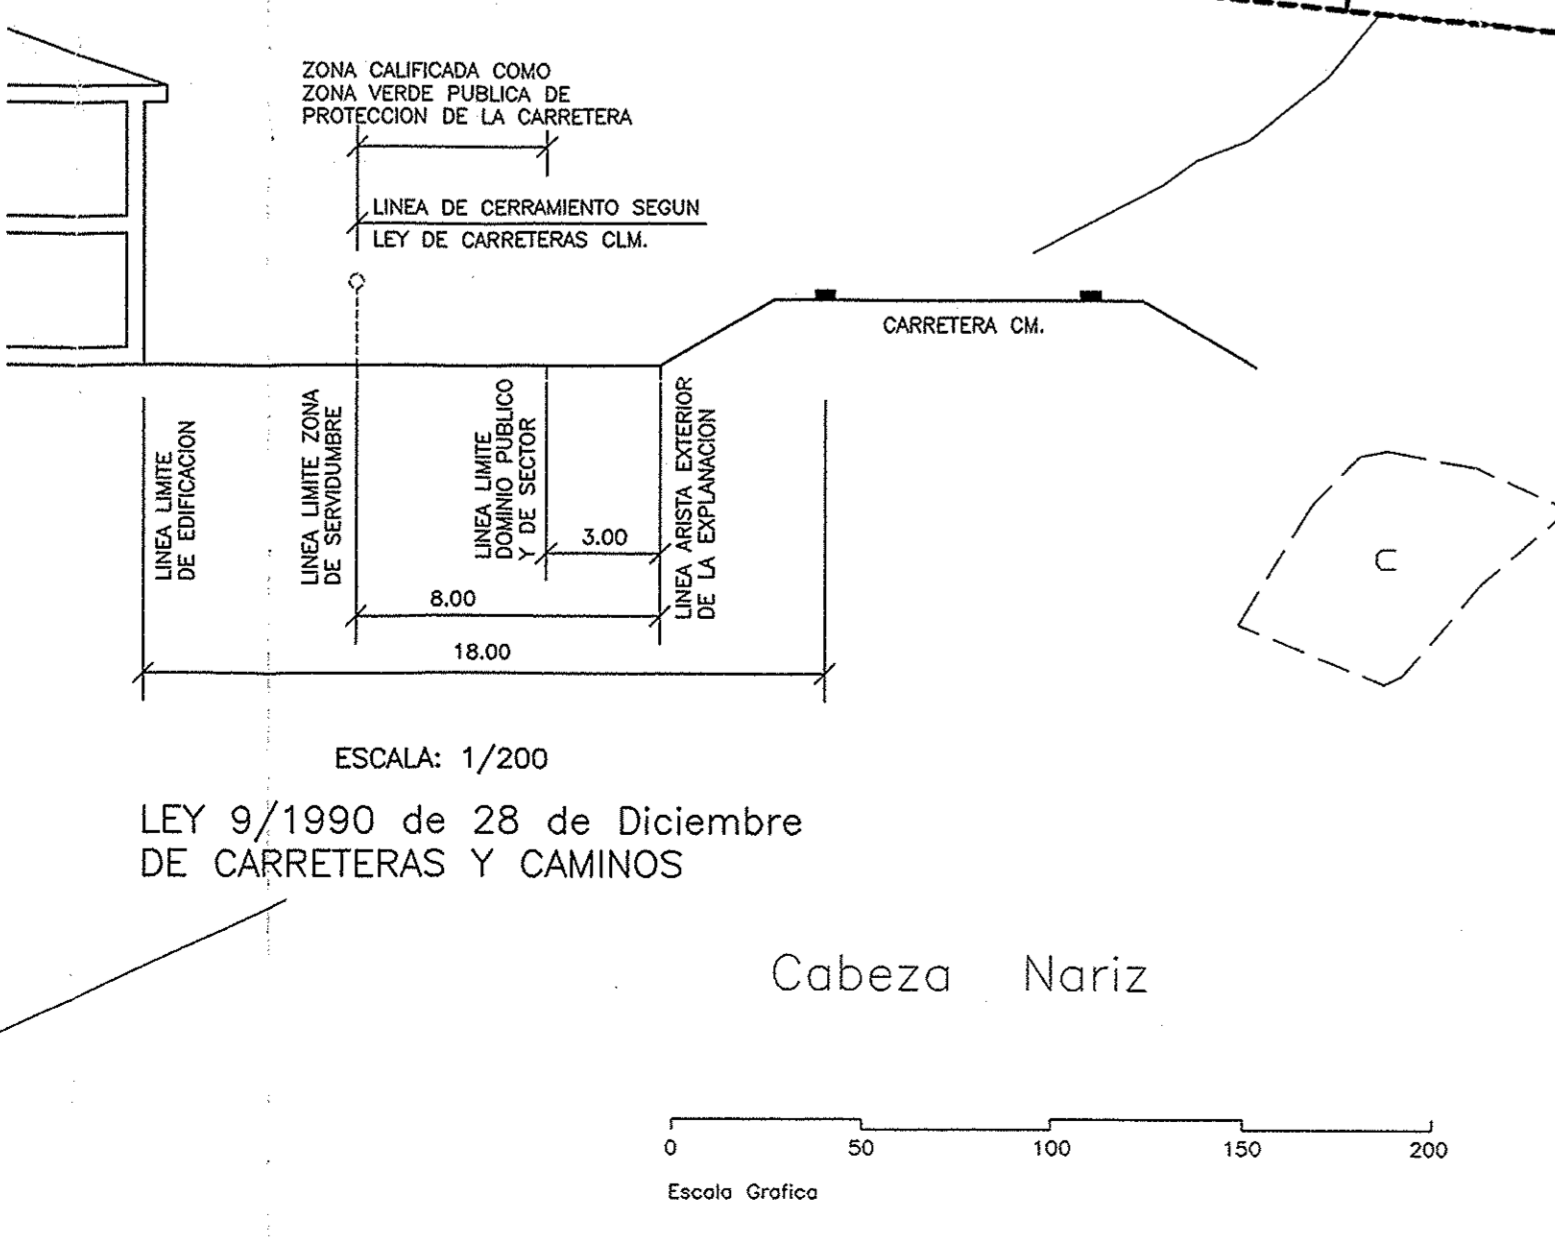 ZONA CALIFICADA COMO
ZONA VERDE PUBLICA DE
PROTECCION DE LA CARRETERA
LINEA DE CERRAMIENTO SEGUN
LEY DE CARRETERAS CLM.
CARRETERA CM.
LINEA LIMITE
DE EDIFICACION
LINEA LIMITE ZONA
DE SERVIDUMBRE
LINEA LIMITE
DOMINIO PUBLICO
Y DE SECTOR
LINEA ARISTA EXTERIOR
DE LA EXPLANACION
3.00
8.00
18.00
C
ESCALA: 1/200
LEY 9/1990 de 28 de Diciembre
DE CARRETERAS Y CAMINOS
Cabeza Nariz
0 50 100 150 200
Escala Grafica